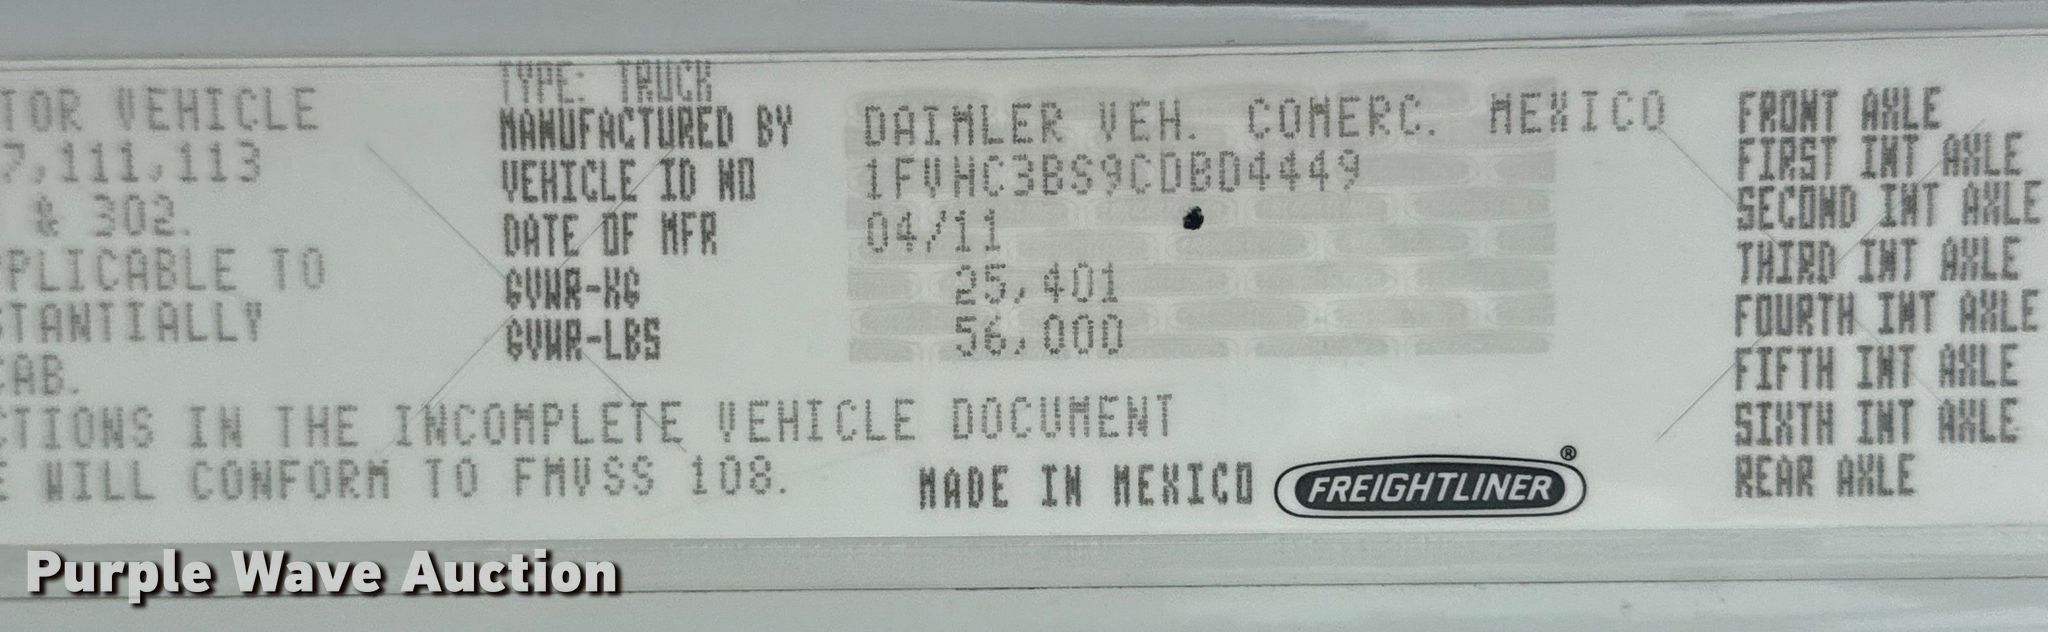 TOR VEHICLE
7,111,113
& 302.
PPLICABLE TO
STANTIALLY
CAB.
CTIONS IN THE INCOMPLETE VEHICLE DOCUMENT
E WILL CONFORM TO FMVSS 108.
TYPE: TRUCK
MANUFACTURED BY DAIMLER VEH. COMERC. MEXICO
VEHICLE ID NO 1FVHC3BS9CDBD4449
DATE OF MFR 04/11
GVWR-KG 25,401
GVWR-LBS 56,000
MADE IN MEXICO FREIGHTLINER®
FRONT AXLE
FIRST INT AXLE
SECOND INT AXLE
THIRD INT AXLE
FOURTH INT AXLE
FIFTH INT AXLE
SIXTH INT AXLE
REAR AXLE
Purple Wave Auction